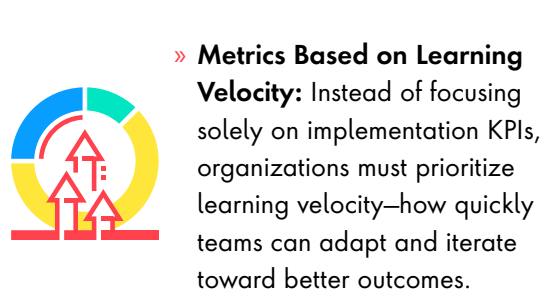 » Metrics Based on Learning
Velocity: Instead of focusing
solely on implementation KPIs,
organizations must prioritize
learning velocity—how quickly
teams can adapt and iterate
toward better outcomes.